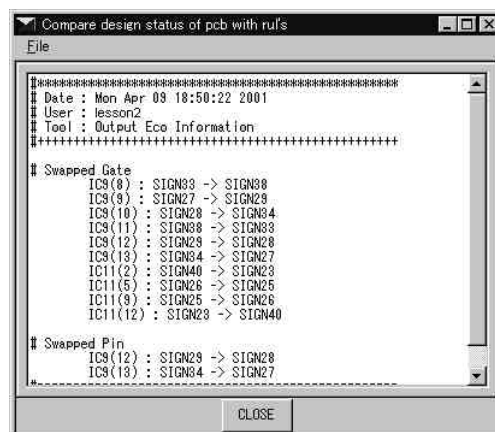 Compare design status of pcb with rul's
File
#**************************************************
# Date : Mon Apr 09 18:50:22 2001
# User : lesson2
# Tool : Output Eco Information
#++++++++++++++++++++++++++++++++++++++++++++++++++
# Swapped Gate
IC9(8) : SIGN33 -> SIGN38
IC9(9) : SIGN27 -> SIGN29
IC9(10) : SIGN28 -> SIGN34
IC9(11) : SIGN38 -> SIGN33
IC9(12) : SIGN29 -> SIGN28
IC9(13) : SIGN34 -> SIGN27
IC11(2) : SIGN40 -> SIGN23
IC11(5) : SIGN26 -> SIGN25
IC11(9) : SIGN25 -> SIGN26
IC11(12) : SIGN23 -> SIGN40
# Swapped Pin
IC9(12) : SIGN29 -> SIGN28
IC9(13) : SIGN34 -> SIGN27
#--------------------------------------------------
CLOSE